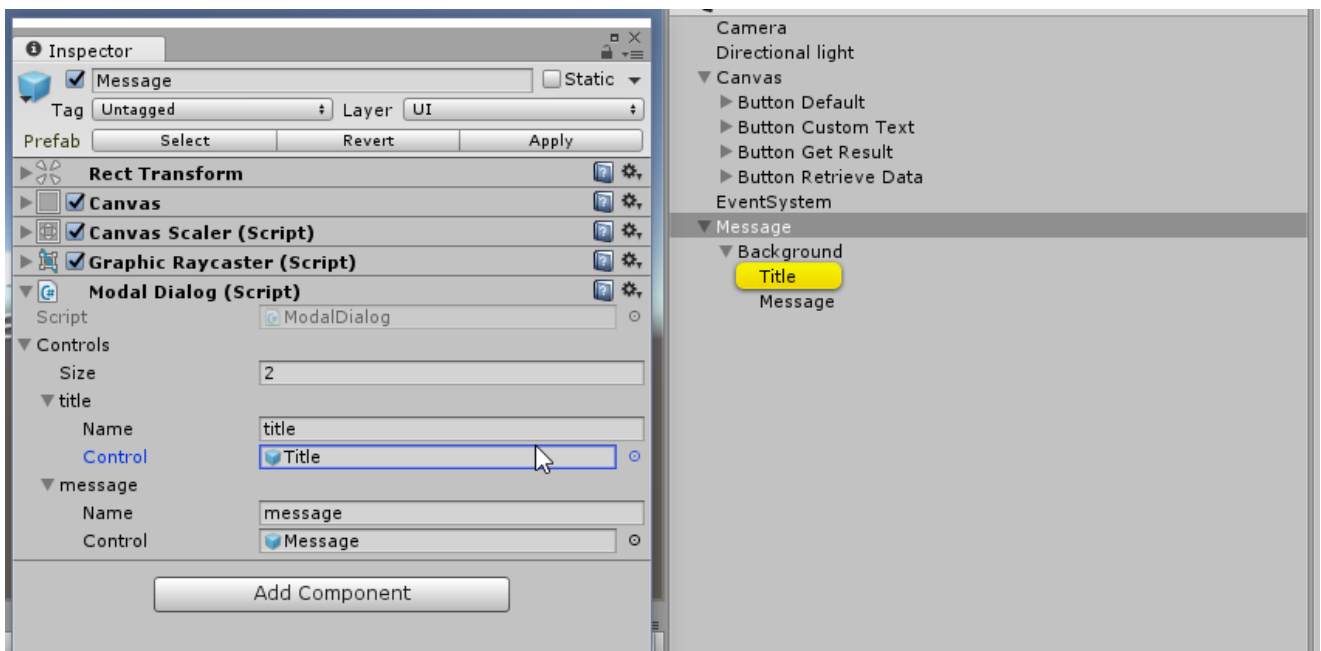 Inspector
Message
Static
Tag Untagged Layer UI
Prefab Select Revert Apply
Rect Transform
Canvas
Canvas Scaler (Script)
Graphic Raycaster (Script)
Modal Dialog (Script)
Script ModalDialog
Controls
Size 2
title
Name title
Control Title
message
Name message
Control Message
Add Component
Camera
Directional light
Canvas
Button Default
Button Custom Text
Button Get Result
Button Retrieve Data
EventSystem
Message
Background
Title
Message